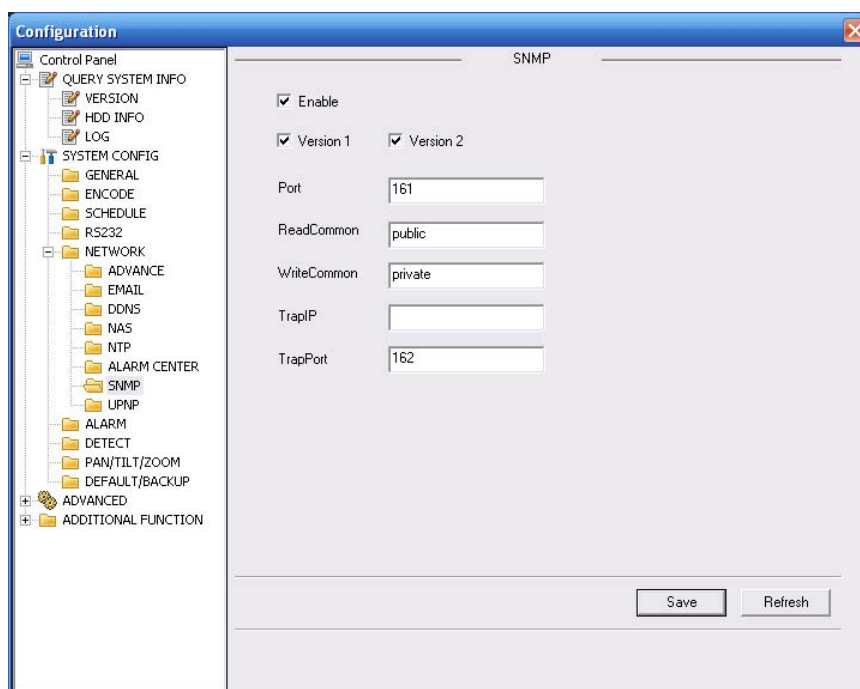 Configuration
Control Panel
QUERY SYSTEM INFO
VERSION
HDD INFO
LOG
SYSTEM CONFIG
GENERAL
ENCODE
SCHEDULE
RS232
NETWORK
ADVANCE
EMAIL
DDNS
NAS
NTP
ALARM CENTER
SNMP
UPNP
ALARM
DETECT
PAN/TILT/ZOOM
DEFAULT/BACKUP
ADVANCED
ADDITIONAL FUNCTION
SNMP
Enable
Version 1 Version 2
Port 161
ReadCommon public
WriteCommon private
TrapIP
TrapPort 162
Save Refresh